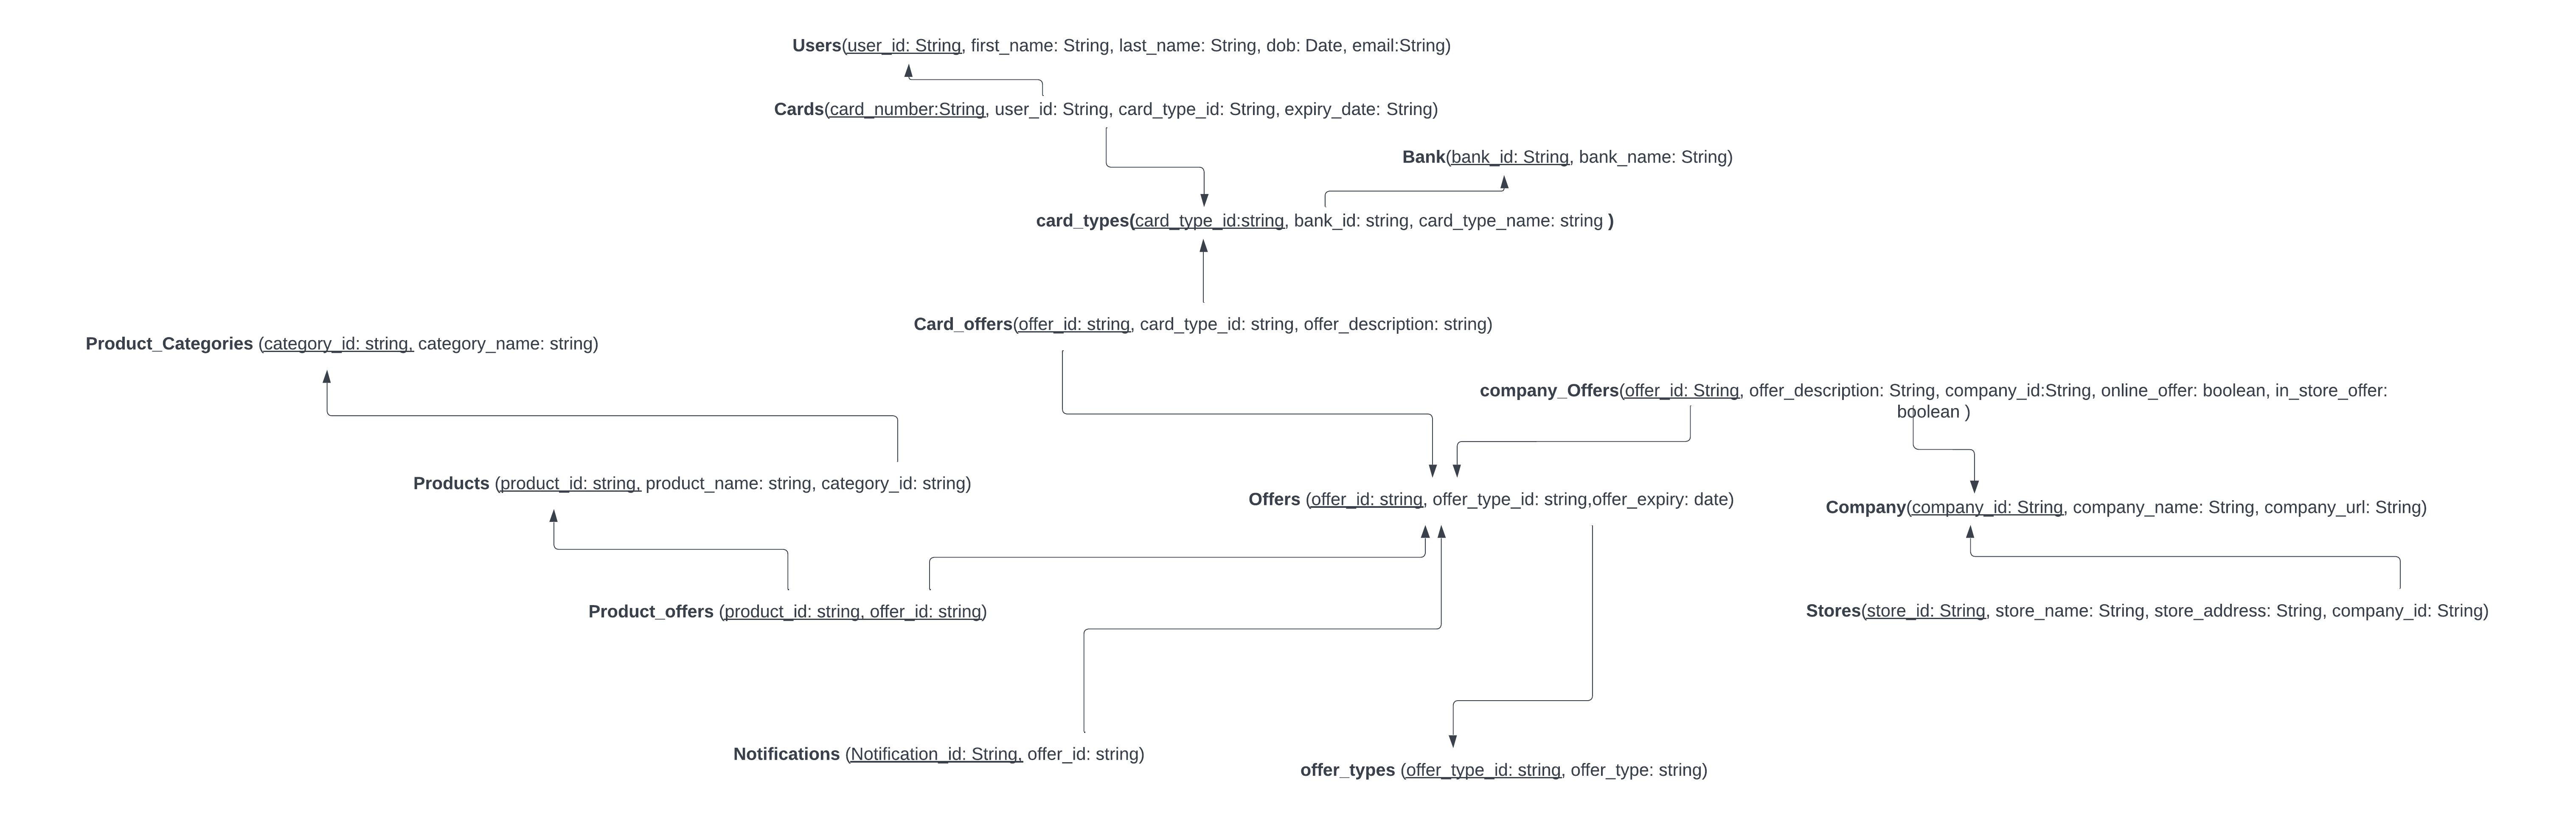 Users(user_id: String, first_name: String, last_name: String, dob: Date, email:String)
Cards(card_number:String, user_id: String, card_type_id: String, expiry_date: String)
Bank(bank_id: String, bank_name: String)
card_types(card_type_id:string, bank_id: string, card_type_name: string )
Card_offers(offer_id: string, card_type_id: string, offer_description: string)
Product_Categories (category_id: string, category_name: string)
company_Offers(offer_id: String, offer_description: String, company_id:String, online_offer: boolean, in_store_offer:
boolean )
Products (product_id: string, product_name: string, category_id: string)
Offers (offer_id: string, offer_type_id: string,offer_expiry: date)
Company(company_id: String, company_name: String, company_url: String)
Product_offers (product_id: string, offer_id: string)
Stores(store_id: String, store_name: String, store_address: String, company_id: String)
Notifications (Notification_id: String, offer_id: string)
offer_types (offer_type_id: string, offer_type: string)